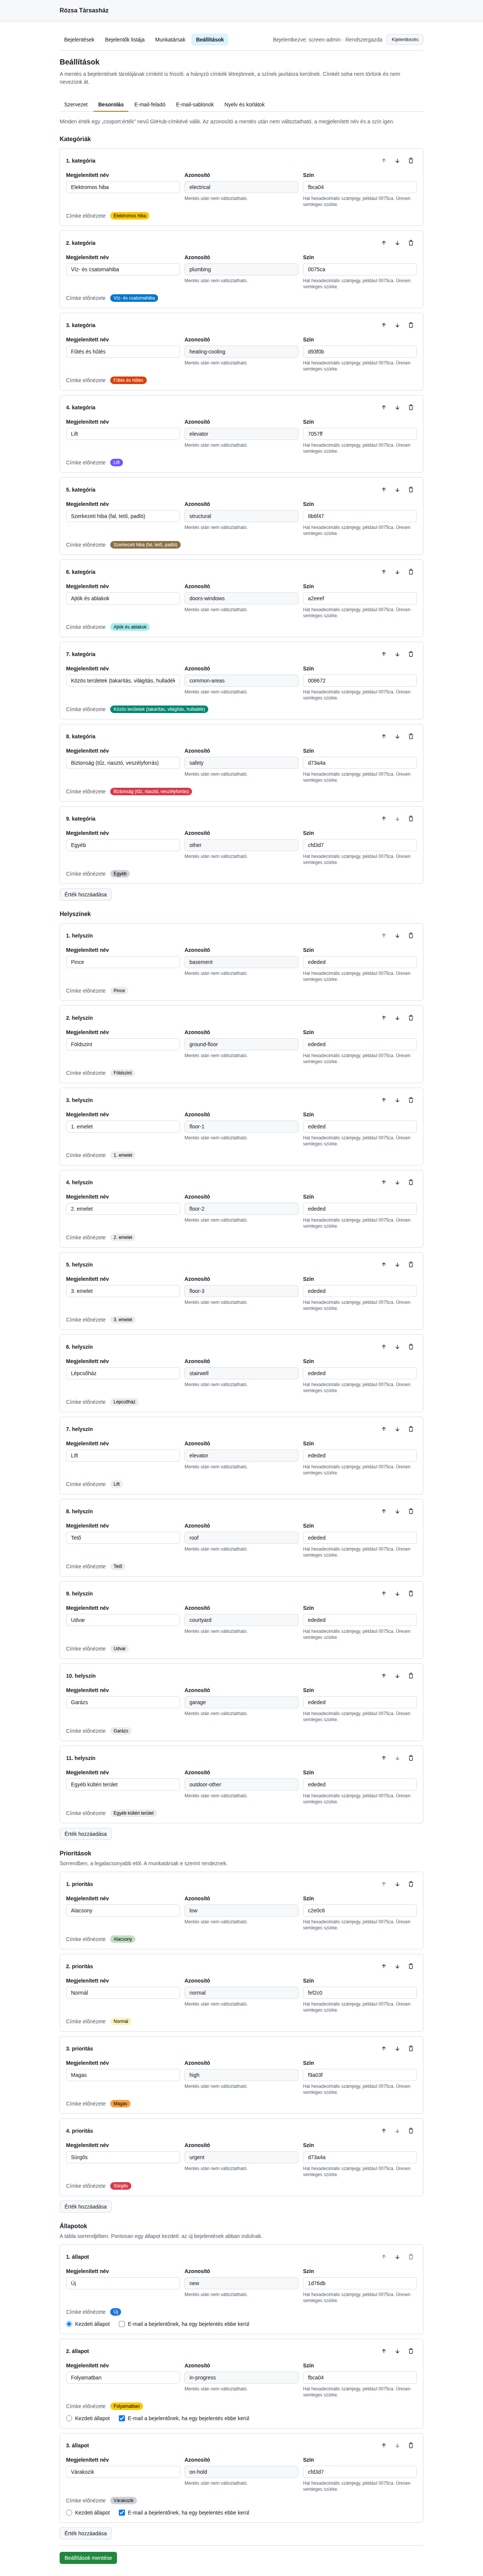 Rózsa Társasház
Bejelentések Bejelentők listája Munkatársak Beállítások Bejelentkezve: screen-admin · Rendszergazda Kijelentkezés
Beállítások
A mentés a bejelentések tárolójának címkéit is frissíti: a hiányzó címkék létrejönnek, a színek javításra kerülnek. Címkét soha nem törlünk és nem
nevezünk át.
Szervezet Besorolás E-mail-feladó E-mail-sablonok Nyelv és korlátok
Minden érték egy „csoport:érték” nevű GitHub-címkévé válik. Az azonosító a mentés után nem változtatható, a megjelenített név és a szín igen.
Kategóriák
1. kategória
Megjelenített név Azonosító Szín
Elektromos hiba electrical fbca04
Mentés után nem változtatható. Hat hexadecimális számjegy, például 0075ca. Üresen
semleges szürke.
Címke előnézete Elektromos hiba
2. kategória
Megjelenített név Azonosító Szín
Víz- és csatornahiba plumbing 0075ca
Mentés után nem változtatható. Hat hexadecimális számjegy, például 0075ca. Üresen
semleges szürke.
Címke előnézete Víz- és csatornahiba
3. kategória
Megjelenített név Azonosító Szín
Fűtés és hűtés heating-cooling d93f0b
Mentés után nem változtatható. Hat hexadecimális számjegy, például 0075ca. Üresen
semleges szürke.
Címke előnézete Fűtés és hűtés
4. kategória
Megjelenített név Azonosító Szín
Lift elevator 7057ff
Mentés után nem változtatható. Hat hexadecimális számjegy, például 0075ca. Üresen
semleges szürke.
Címke előnézete Lift
5. kategória
Megjelenített név Azonosító Szín
Szerkezeti hiba (fal, tető, padló) structural 8b6f47
Mentés után nem változtatható. Hat hexadecimális számjegy, például 0075ca. Üresen
semleges szürke.
Címke előnézete Szerkezeti hiba (fal, tető, padló)
6. kategória
Megjelenített név Azonosító Szín
Ajtók és ablakok doors-windows a2eeef
Mentés után nem változtatható. Hat hexadecimális számjegy, például 0075ca. Üresen
semleges szürke.
Címke előnézete Ajtók és ablakok
7. kategória
Megjelenített név Azonosító Szín
Közös területek (takarítás, világítás, hulladék common-areas 008672
Mentés után nem változtatható. Hat hexadecimális számjegy, például 0075ca. Üresen
semleges szürke.
Címke előnézete Közös területek (takarítás, világítás, hulladék)
8. kategória
Megjelenített név Azonosító Szín
Biztonság (tűz, riasztó, veszélyforrás) safety d73a4a
Mentés után nem változtatható. Hat hexadecimális számjegy, például 0075ca. Üresen
semleges szürke.
Címke előnézete Biztonság (tűz, riasztó, veszélyforrás)
9. kategória
Megjelenített név Azonosító Szín
Egyéb other cfd3d7
Mentés után nem változtatható. Hat hexadecimális számjegy, például 0075ca. Üresen
semleges szürke.
Címke előnézete Egyéb
Érték hozzáadása
Helyszínek
1. helyszín
Megjelenített név Azonosító Szín
Pince basement ededed
Mentés után nem változtatható. Hat hexadecimális számjegy, például 0075ca. Üresen
semleges szürke.
Címke előnézete Pince
2. helyszín
Megjelenített név Azonosító Szín
Földszint ground-floor ededed
Mentés után nem változtatható. Hat hexadecimális számjegy, például 0075ca. Üresen
semleges szürke.
Címke előnézete Földszint
3. helyszín
Megjelenített név Azonosító Szín
1. emelet floor-1 ededed
Mentés után nem változtatható. Hat hexadecimális számjegy, például 0075ca. Üresen
semleges szürke.
Címke előnézete 1. emelet
4. helyszín
Megjelenített név Azonosító Szín
2. emelet floor-2 ededed
Mentés után nem változtatható. Hat hexadecimális számjegy, például 0075ca. Üresen
semleges szürke.
Címke előnézete 2. emelet
5. helyszín
Megjelenített név Azonosító Szín
3. emelet floor-3 ededed
Mentés után nem változtatható. Hat hexadecimális számjegy, például 0075ca. Üresen
semleges szürke.
Címke előnézete 3. emelet
6. helyszín
Megjelenített név Azonosító Szín
Lépcsőház stairwell ededed
Mentés után nem változtatható. Hat hexadecimális számjegy, például 0075ca. Üresen
semleges szürke.
Címke előnézete Lépcsőház
7. helyszín
Megjelenített név Azonosító Szín
Lift elevator ededed
Mentés után nem változtatható. Hat hexadecimális számjegy, például 0075ca. Üresen
semleges szürke.
Címke előnézete Lift
8. helyszín
Megjelenített név Azonosító Szín
Tető roof ededed
Mentés után nem változtatható. Hat hexadecimális számjegy, például 0075ca. Üresen
semleges szürke.
Címke előnézete Tető
9. helyszín
Megjelenített név Azonosító Szín
Udvar courtyard ededed
Mentés után nem változtatható. Hat hexadecimális számjegy, például 0075ca. Üresen
semleges szürke.
Címke előnézete Udvar
10. helyszín
Megjelenített név Azonosító Szín
Garázs garage ededed
Mentés után nem változtatható. Hat hexadecimális számjegy, például 0075ca. Üresen
semleges szürke.
Címke előnézete Garázs
11. helyszín
Megjelenített név Azonosító Szín
Egyéb kültéri terület outdoor-other ededed
Mentés után nem változtatható. Hat hexadecimális számjegy, például 0075ca. Üresen
semleges szürke.
Címke előnézete Egyéb kültéri terület
Érték hozzáadása
Prioritások
Sorrendben, a legalacsonyabb elöl. A munkatársak e szerint rendeznek.
1. prioritás
Megjelenített név Azonosító Szín
Alacsony low c2e0c6
Mentés után nem változtatható. Hat hexadecimális számjegy, például 0075ca. Üresen
semleges szürke.
Címke előnézete Alacsony
2. prioritás
Megjelenített név Azonosító Szín
Normál normal fef2c0
Mentés után nem változtatható. Hat hexadecimális számjegy, például 0075ca. Üresen
semleges szürke.
Címke előnézete Normál
3. prioritás
Megjelenített név Azonosító Szín
Magas high f9a03f
Mentés után nem változtatható. Hat hexadecimális számjegy, például 0075ca. Üresen
semleges szürke.
Címke előnézete Magas
4. prioritás
Megjelenített név Azonosító Szín
Sürgős urgent d73a4a
Mentés után nem változtatható. Hat hexadecimális számjegy, például 0075ca. Üresen
semleges szürke.
Címke előnézete Sürgős
Érték hozzáadása
Állapotok
A tábla sorrendjében. Pontosan egy állapot kezdeti: az új bejelentések abban indulnak.
1. állapot
Megjelenített név Azonosító Szín
Új new 1d76db
Mentés után nem változtatható. Hat hexadecimális számjegy, például 0075ca. Üresen
semleges szürke.
Címke előnézete Új
Kezdeti állapot E-mail a bejelentőnek, ha egy bejelentés ebbe kerül
2. állapot
Megjelenített név Azonosító Szín
Folyamatban in-progress fbca04
Mentés után nem változtatható. Hat hexadecimális számjegy, például 0075ca. Üresen
semleges szürke.
Címke előnézete Folyamatban
Kezdeti állapot E-mail a bejelentőnek, ha egy bejelentés ebbe kerül
3. állapot
Megjelenített név Azonosító Szín
Várakozik on-hold cfd3d7
Mentés után nem változtatható. Hat hexadecimális számjegy, például 0075ca. Üresen
semleges szürke.
Címke előnézete Várakozik
Kezdeti állapot E-mail a bejelentőnek, ha egy bejelentés ebbe kerül
Érték hozzáadása
Beállítások mentése